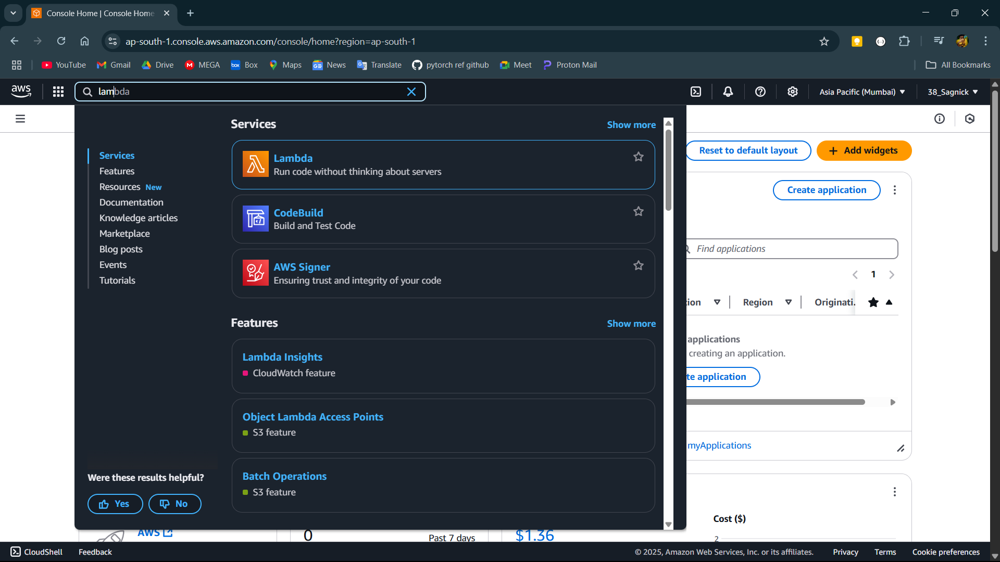 Console Home | Console Home
ap-south-1.console.aws.amazon.com/console/home?region=ap-south-1
YouTube
Gmail
Drive
MEGA
box Box
Maps
News
Translate
pytorch ref github
Meet
Proton Mail
All Bookmarks
aws
lambda
Asia Pacific (Mumbai)
38_Sagnick
Services
Features
Resources New
Documentation
Knowledge articles
Marketplace
Blog posts
Events
Tutorials
Were these results helpful?
Yes
No
Services
Show more
Lambda
Run code without thinking about servers
CodeBuild
Build and Test Code
AWS Signer
Ensuring trust and integrity of your code
Features
Show more
Lambda Insights
CloudWatch feature
Object Lambda Access Points
S3 feature
Batch Operations
S3 feature
Reset to default layout
+ Add widgets
Create application
Find applications
1
tion
Region
Originati.
applications
creating an application.
te application
myApplications
Cost ($)
2
AWS
0
Past 7 days
$1.36
CloudShell
Feedback
© 2025, Amazon Web Services, Inc. or its affiliates.
Privacy
Terms
Cookie preferences